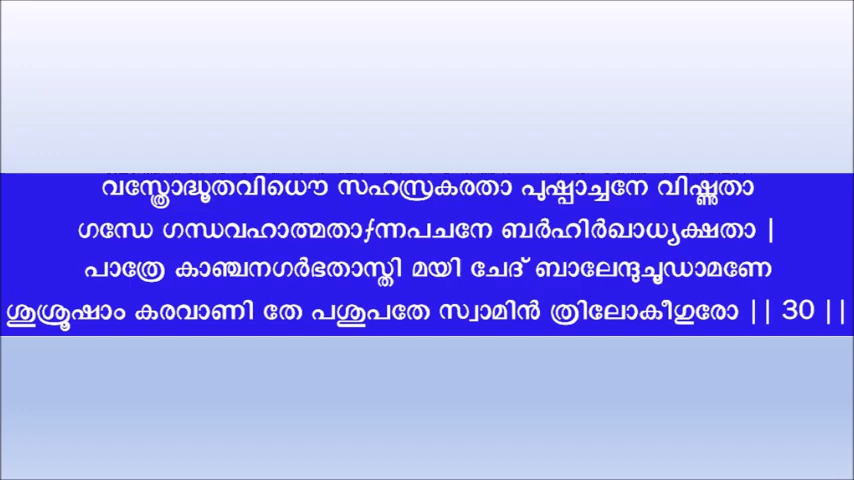 വസ്ത്രോദ്ധൂതവിധൌ സഹസ്രകരതാ പുഷ്പാച്ചനേ വിഷ്ണുതാ
ഗന്ധേ ഗന്ധവഹാത്മതാഽന്നപചനേ ബർഹിർഖാധ്യക്ഷതാ |
പാത്രേ കാഞ്ചനഗർഭതാസ്തി മയി ചേദ് ബാലേന്ദുചൂഡാമണേ
ശുശ്രൂഷാം കരവാണി തേ പശുപതേ സ്വാമിൻ ത്രിലോകീഗുരോ || 30 ||